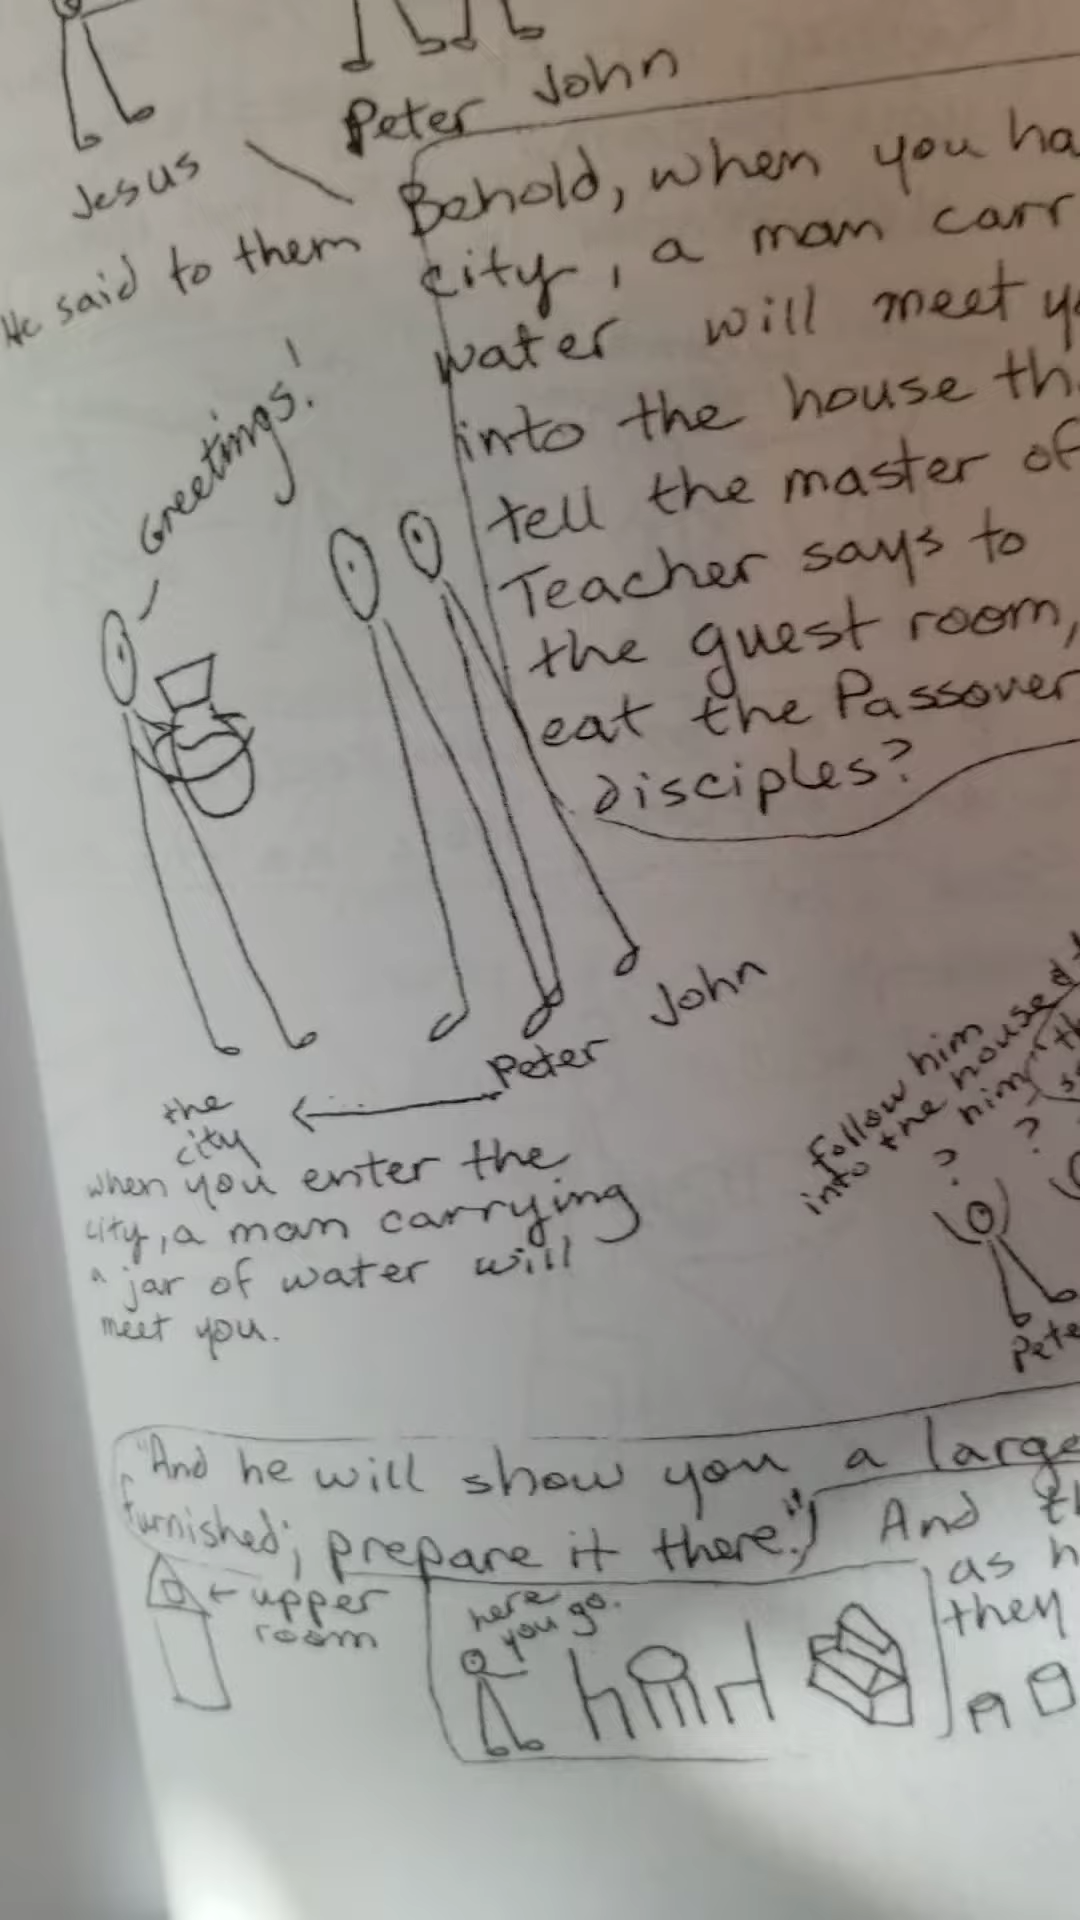 Jesus
Peter John
He said to them
Behold, when you ha
city, a man carr
water will meet
into the house th
tell the master of
Teacher says to
the guest room,
eat the Passover
disciples?
Greetings!
John
Peter
the
city
when you enter the
city, a man carrying
a jar of water will
meet you.
follow him
into the house
him th
? ?
Pete
"And he will show you a large
furnished; prepare it there." And th
as h
they
upper
room
here
you go.